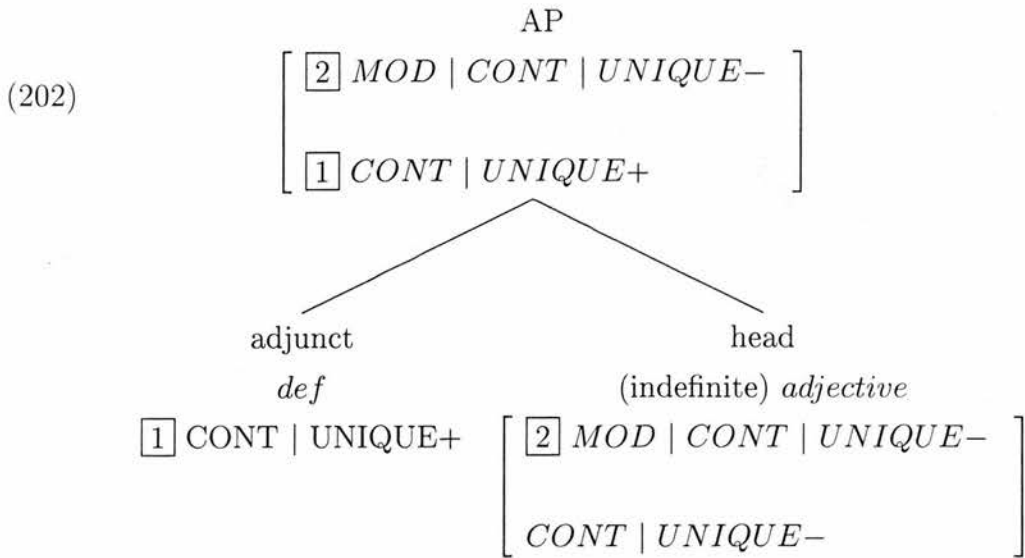 AP
(202)
[2] MOD | CONT | UNIQUE−
[1] CONT | UNIQUE+
adjunct head
def (indefinite) adjective
[1] CONT | UNIQUE+ [2] MOD | CONT | UNIQUE−
CONT | UNIQUE−